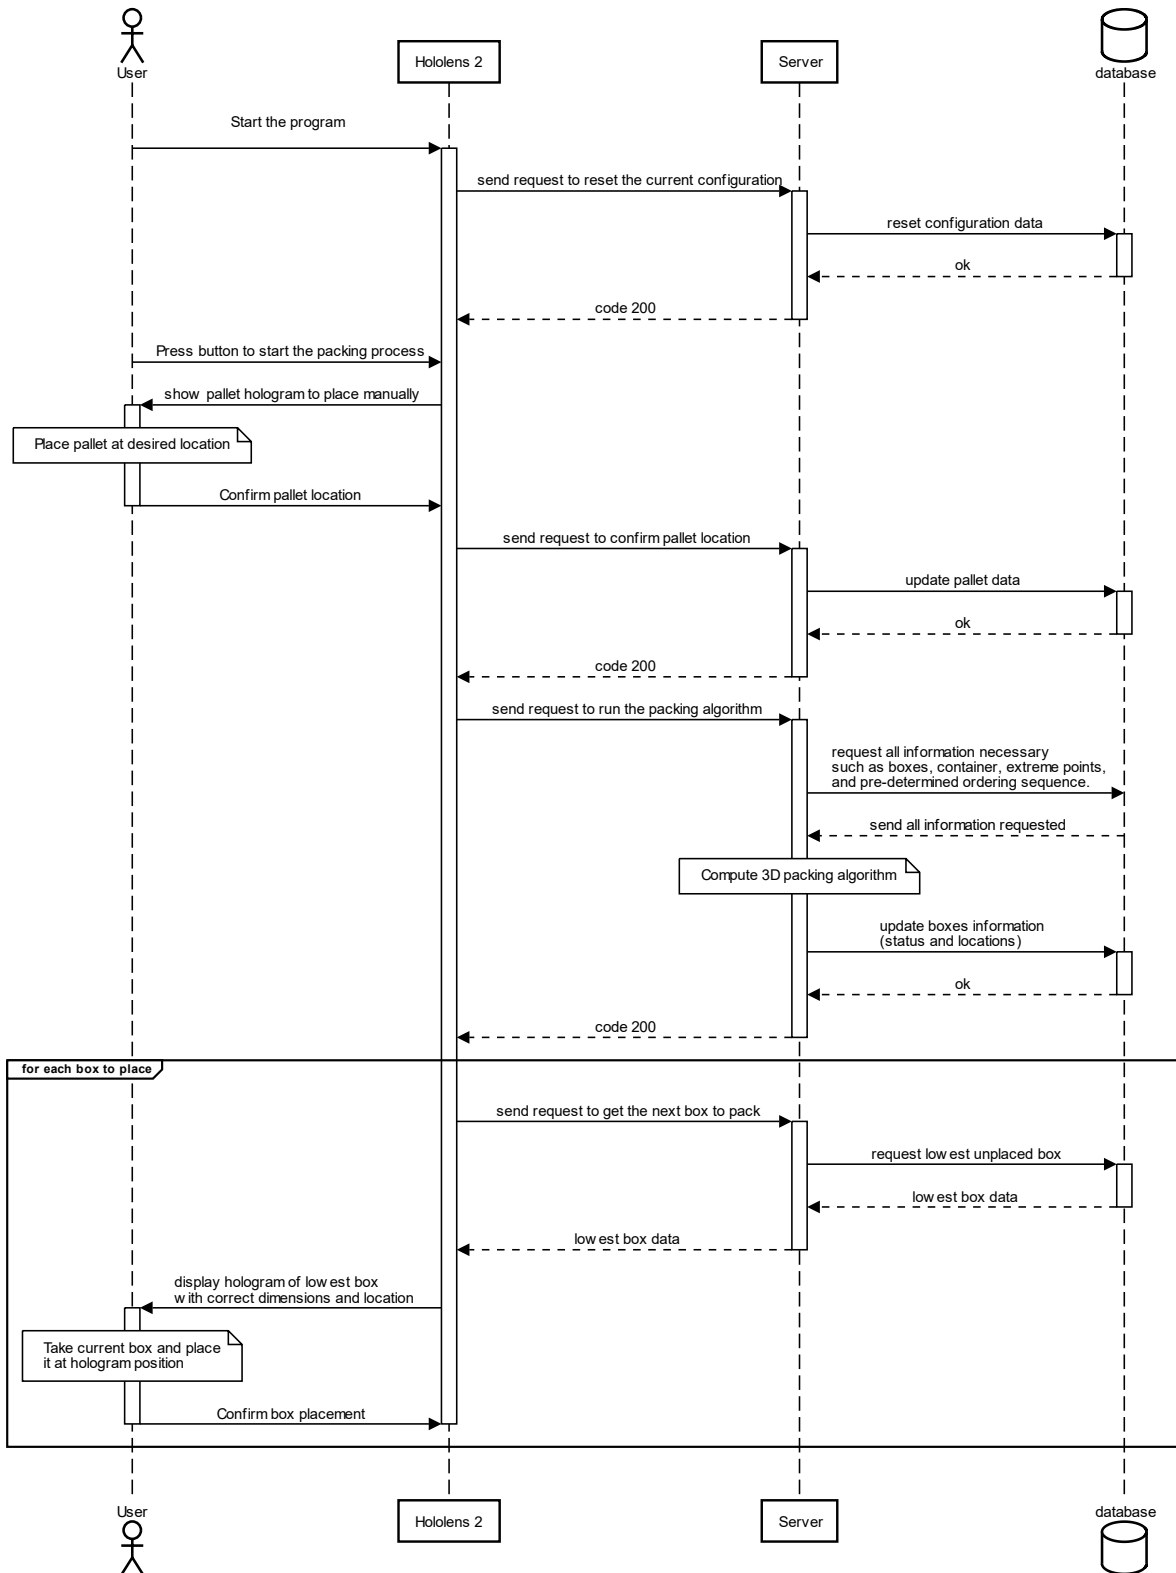 User
Hololens 2
Server
database
Start the program
send request to reset the current configuration
reset configuration data
ok
code 200
Press button to start the packing process
show pallet hologram to place manually
Place pallet at desired location
Confirm pallet location
send request to confirm pallet location
update pallet data
ok
code 200
send request to run the packing algorithm
request all information necessary
such as boxes, container, extreme points,
and pre-determined ordering sequence.
send all information requested
Compute 3D packing algorithm
update boxes information
(status and locations)
ok
code 200
for each box to place
send request to get the next box to pack
request lowest unplaced box
lowest box data
lowest box data
display hologram of lowest box
with correct dimensions and location
Take current box and place
it at hologram position
Confirm box placement
User
Hololens 2
Server
database